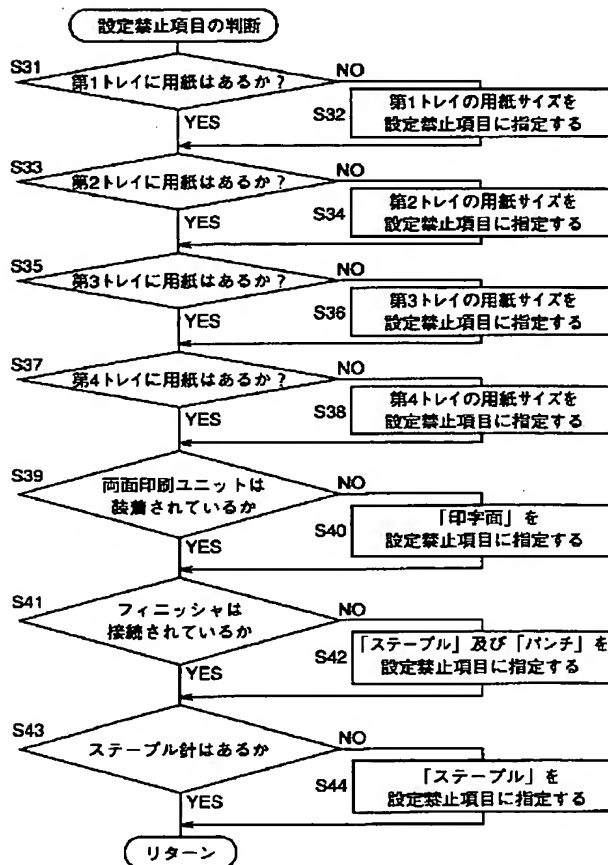 設定禁止項目の判断
S31
第1トレイに用紙はあるか？
NO
YES
S32
第1トレイの用紙サイズを
設定禁止項目に指定する
S33
第2トレイに用紙はあるか？
NO
YES
S34
第2トレイの用紙サイズを
設定禁止項目に指定する
S35
第3トレイに用紙はあるか？
NO
YES
S36
第3トレイの用紙サイズを
設定禁止項目に指定する
S37
第4トレイに用紙はあるか？
NO
YES
S38
第4トレイの用紙サイズを
設定禁止項目に指定する
S39
両面印刷ユニットは
装着されているか
NO
YES
S40
「印字面」を
設定禁止項目に指定する
S41
フィニッシャは
接続されているか
NO
YES
S42
「ステープル」及び「パンチ」を
設定禁止項目に指定する
S43
ステープル針はあるか
NO
YES
S44
「ステープル」を
設定禁止項目に指定する
リターン